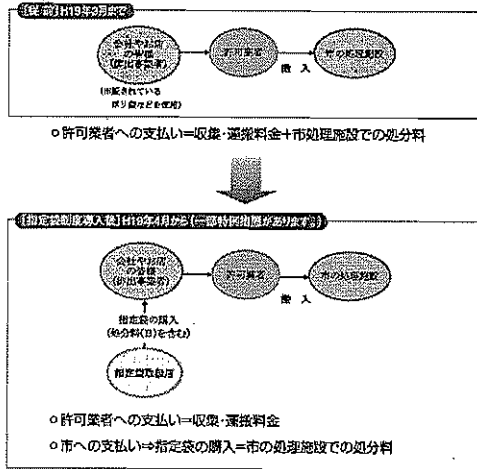 【従前】H19年3月まで
会社やお店
の皆様
(排出事業者)
許可業者
市の処理施設
搬 入
(市販されている
ポリ袋などを使用)
○許可業者への支払い=収集・運搬料金+市処理施設での処分料
【指定袋制度導入後】H19年4月から(一部特例措置があります。)
会社やお店
の皆様
(排出事業者)
許可業者
市の処理施設
搬 入
指定袋の購入
(処分料(B)を含む)
指定袋取扱店
○許可業者への支払い=収集・運搬料金
○市への支払い⇒指定袋の購入=市の処理施設での処分料